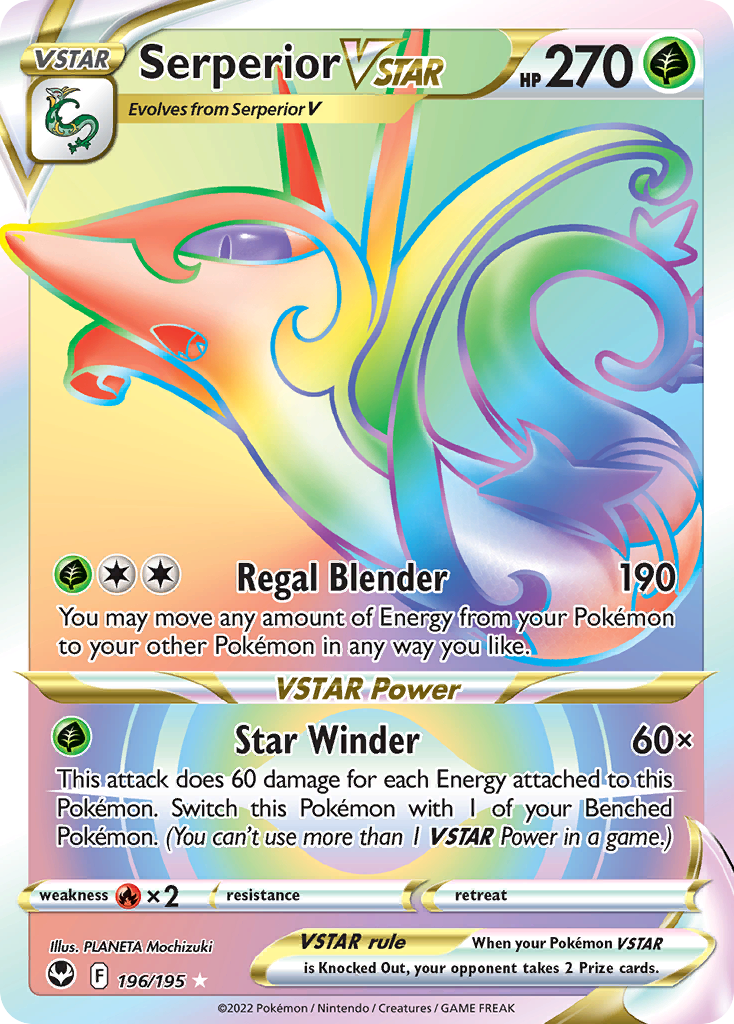 VSTAR
Serperior VSTAR
HP 270
Evolves from Serperior V
Regal Blender 190
You may move any amount of Energy from your Pokémon
to your other Pokémon in any way you like.
VSTAR Power
Star Winder 60×
This attack does 60 damage for each Energy attached to this
Pokémon. Switch this Pokémon with 1 of your Benched
Pokémon. (You can't use more than 1 VSTAR Power in a game.)
weakness ×2 resistance retreat
Illus. PLANETA Mochizuki
VSTAR rule When your Pokémon VSTAR
is Knocked Out, your opponent takes 2 Prize cards.
F 196/195
©2022 Pokémon / Nintendo / Creatures / GAME FREAK